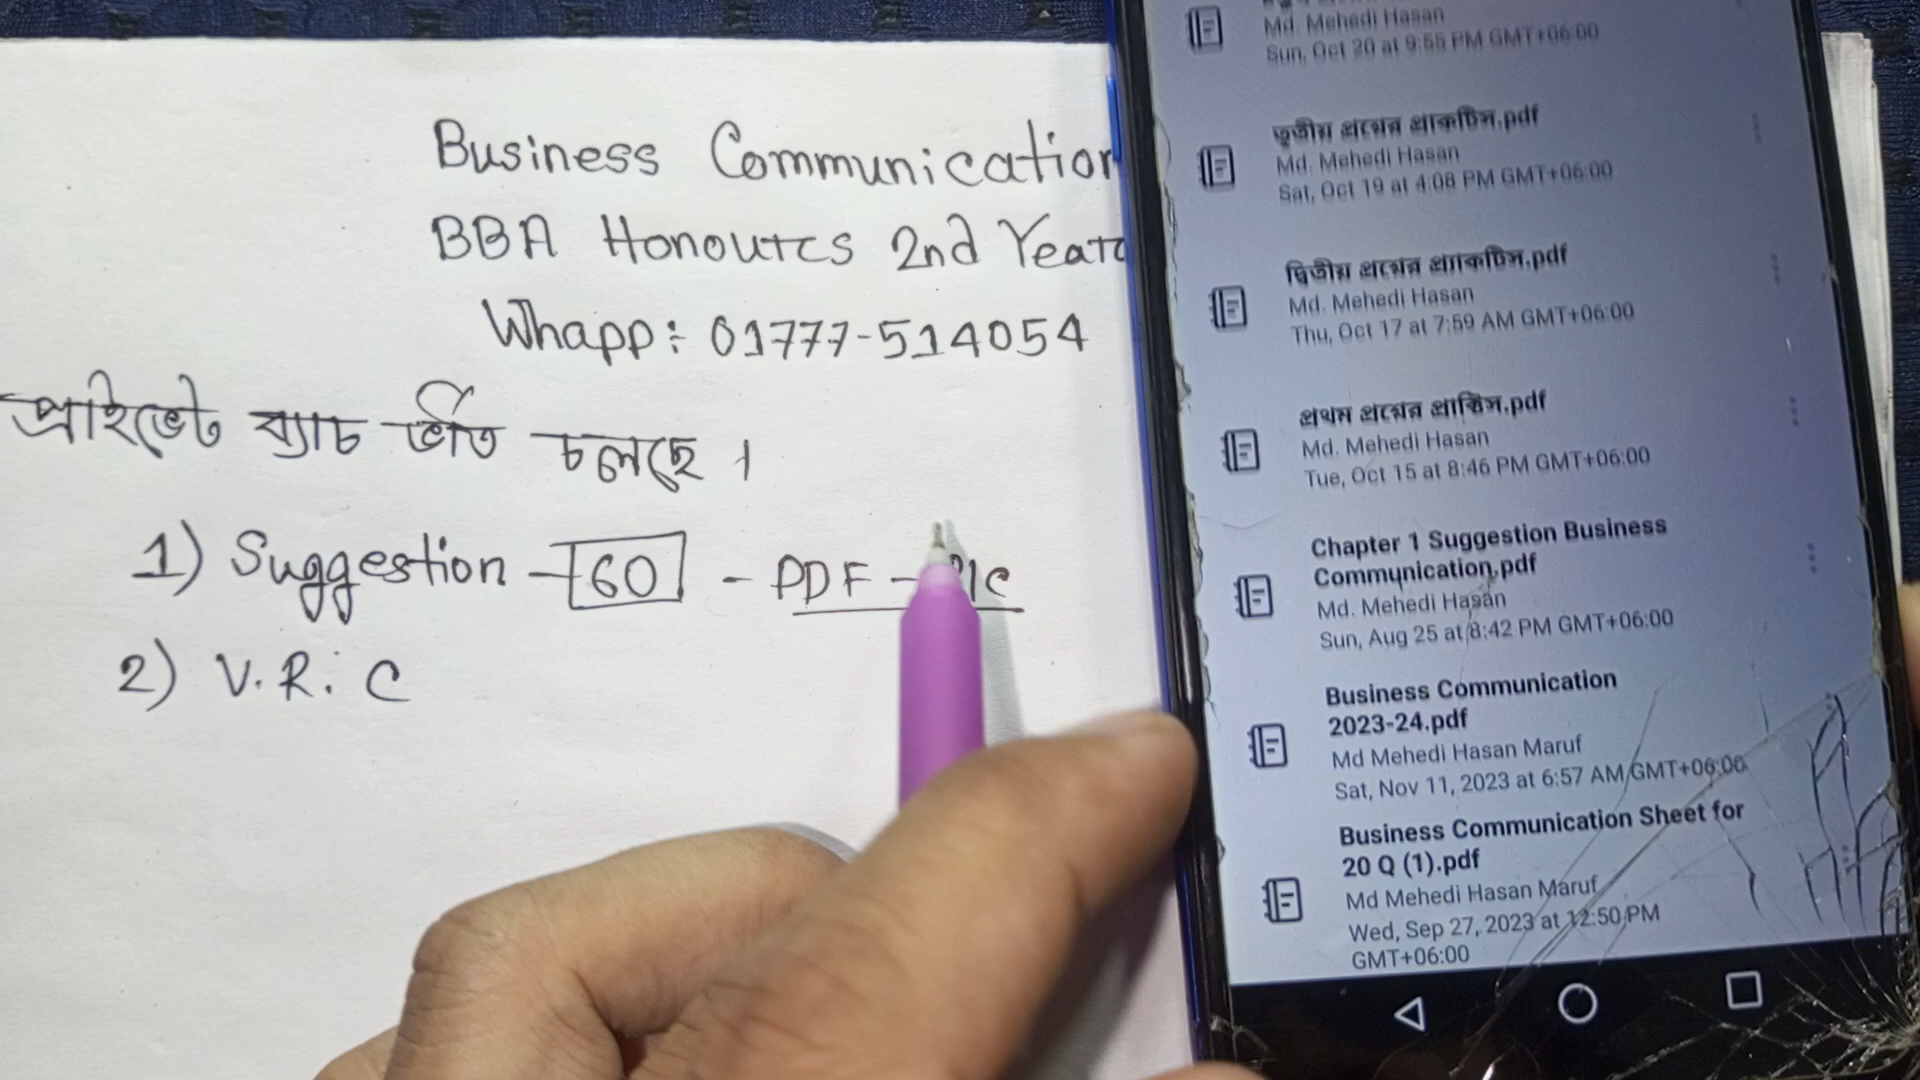 Business Communication
BBA Honours 2nd Year
Whapp: 01777-514054
প্রাইভেট ব্যাচ ভর্তি চলছে।
1) Suggestion - 60 - PDF - PIC
2) V.R.i C
Md. Mehedi Hasan
Sun, Oct 20 at 9:55 PM GMT+06:00
তৃতীয় প্রশ্নের প্রাকটিস.pdf
Md. Mehedi Hasan
Sat, Oct 19 at 4:08 PM GMT+06:00
দ্বিতীয় প্রশ্নের প্র্যাকটিস.pdf
Md. Mehedi Hasan
Thu, Oct 17 at 7:59 AM GMT+06:00
প্রথম প্রশ্নের প্রাক্টিস.pdf
Md. Mehedi Hasan
Tue, Oct 15 at 8:46 PM GMT+06:00
Chapter 1 Suggestion Business
Communication.pdf
Md. Mehedi Hasan
Sun, Aug 25 at 8:42 PM GMT+06:00
Business Communication
2023-24.pdf
Md Mehedi Hasan Maruf
Sat, Nov 11, 2023 at 6:57 AM GMT+06:00
Business Communication Sheet for
20 Q (1).pdf
Md Mehedi Hasan Maruf
Wed, Sep 27, 2023 at 12:50 PM
GMT+06:00